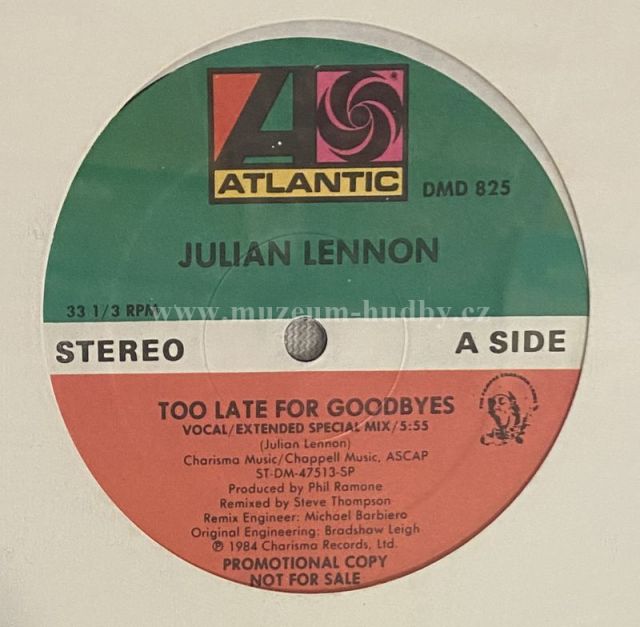 ATLANTIC
DMD 825
JULIAN LENNON
33 1/3 RPM
www.muzeum-hudby.cz
STEREO
A SIDE
TOO LATE FOR GOODBYES
VOCAL/EXTENDED SPECIAL MIX/5:55
(Julian Lennon)
Charisma Music/Chappell Music, ASCAP
ST-DM-47513-SP
Produced by Phil Ramone
Remixed by Steve Thompson
Remix Engineer: Michael Barbiero
Original Engineering: Bradshaw Leigh
℗ 1984 Charisma Records, Ltd.
PROMOTIONAL COPY
NOT FOR SALE